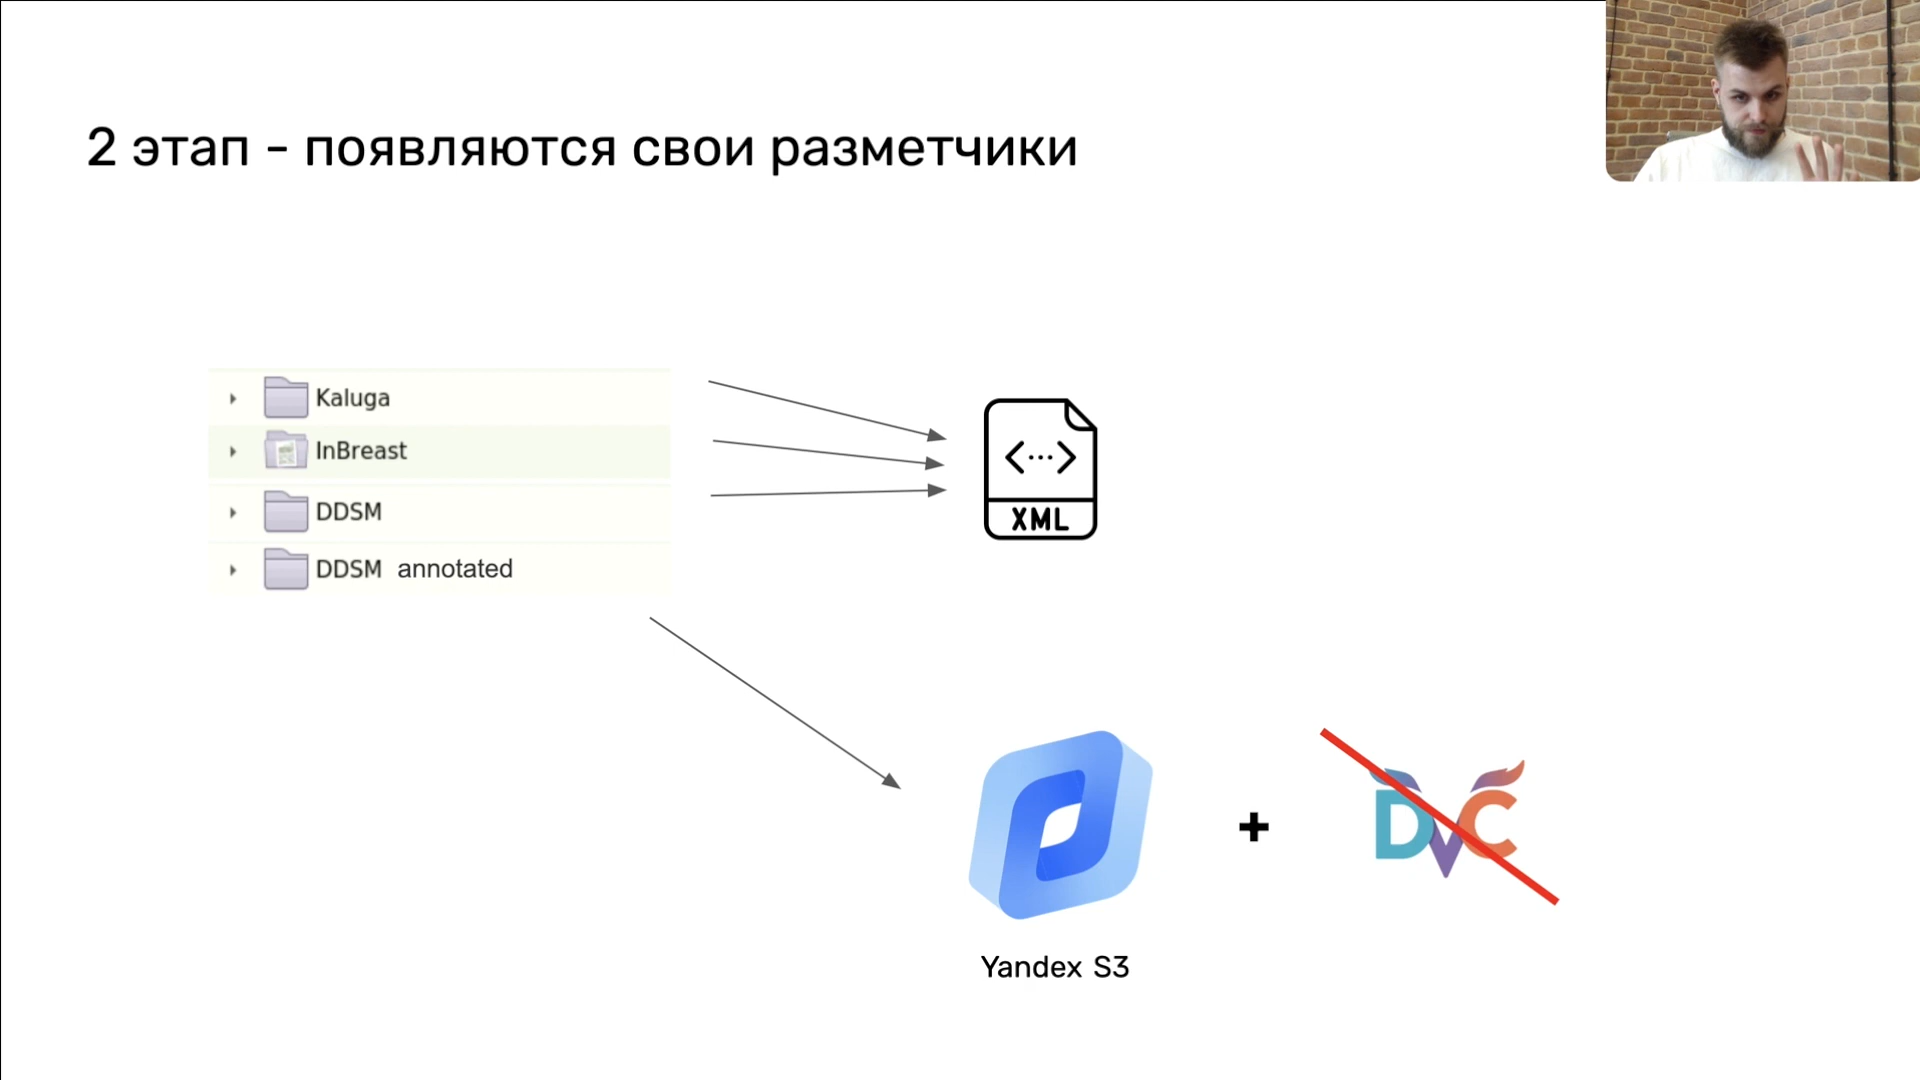 2 этап - появляются свои разметчики
Kaluga
InBreast
DDSM
DDSM annotated
<···>
XML
+
DVC
Yandex S3